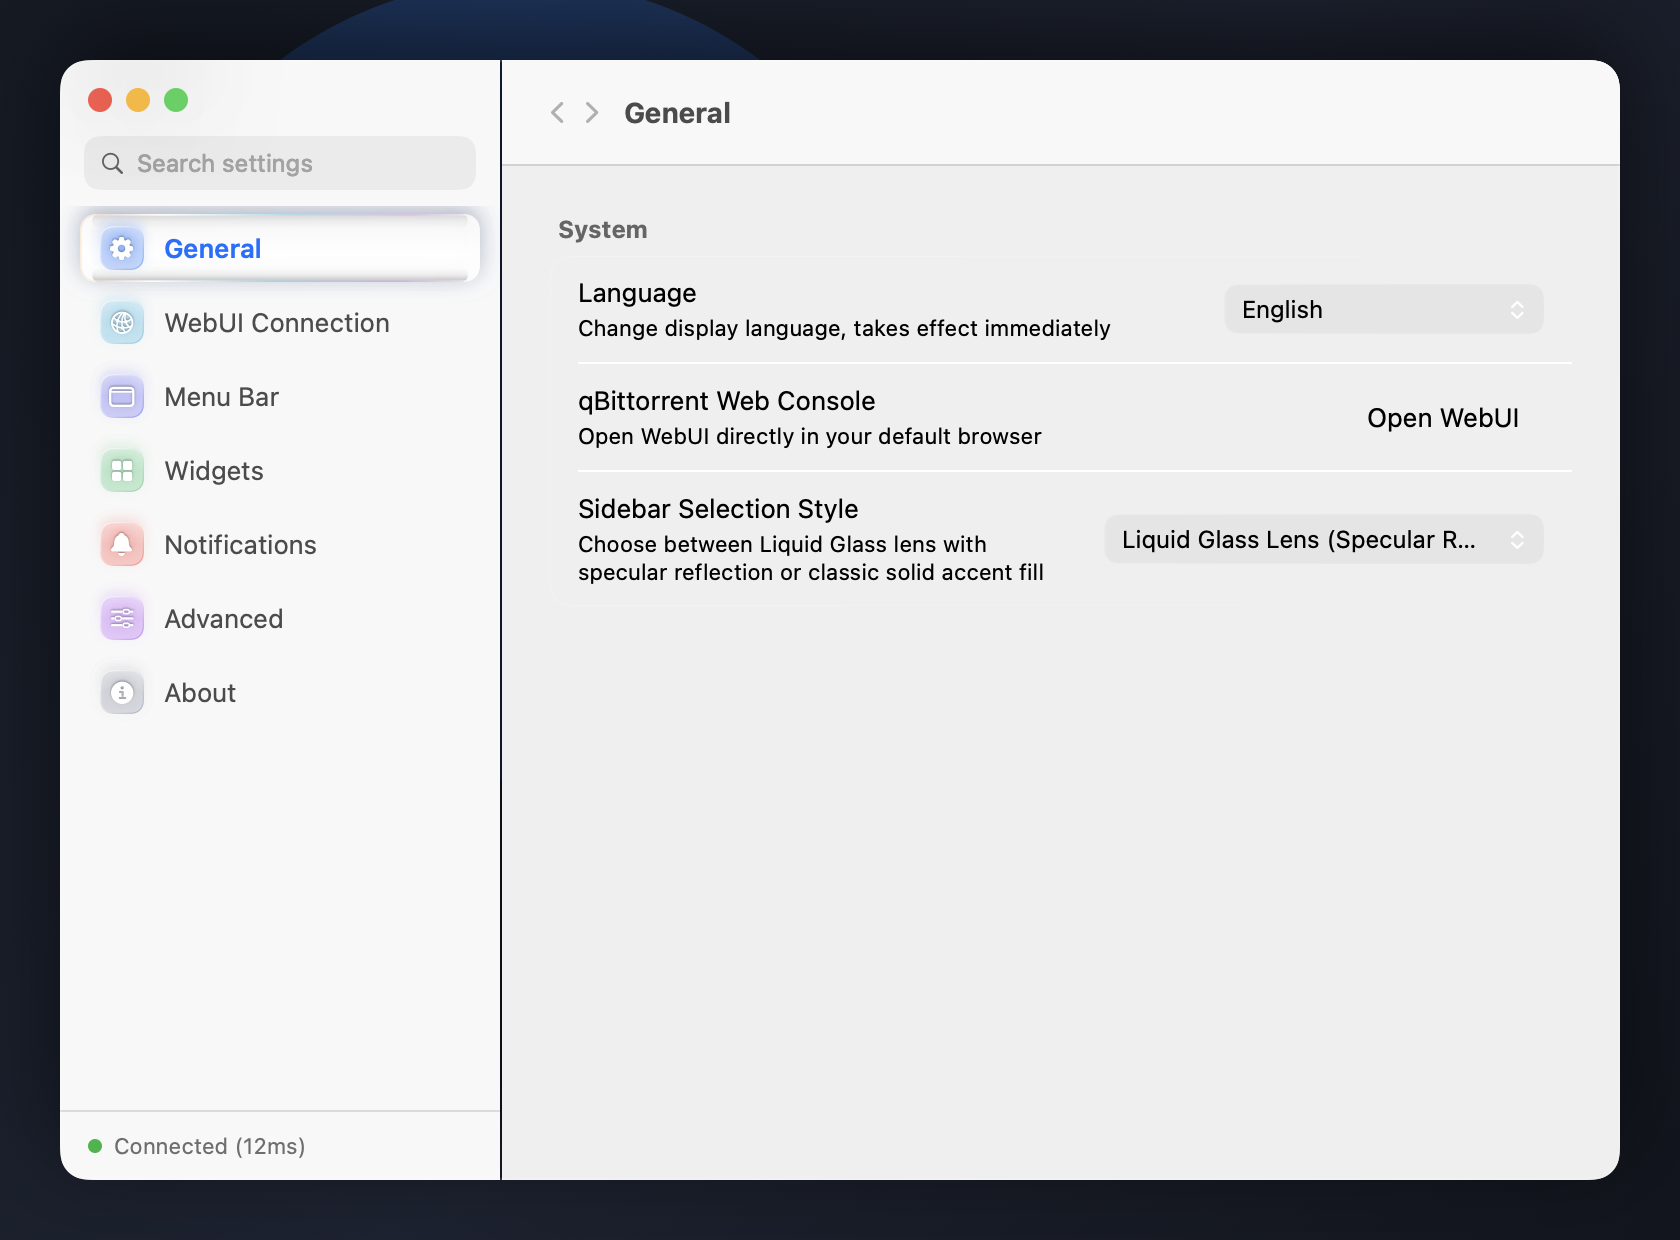 Search settings
General
WebUI Connection
Menu Bar
Widgets
Notifications
Advanced
About
Connected (12ms)
General
System
Language
Change display language, takes effect immediately
English
qBittorrent Web Console
Open WebUI directly in your default browser
Open WebUI
Sidebar Selection Style
Choose between Liquid Glass lens with
specular reflection or classic solid accent fill
Liquid Glass Lens (Specular R...